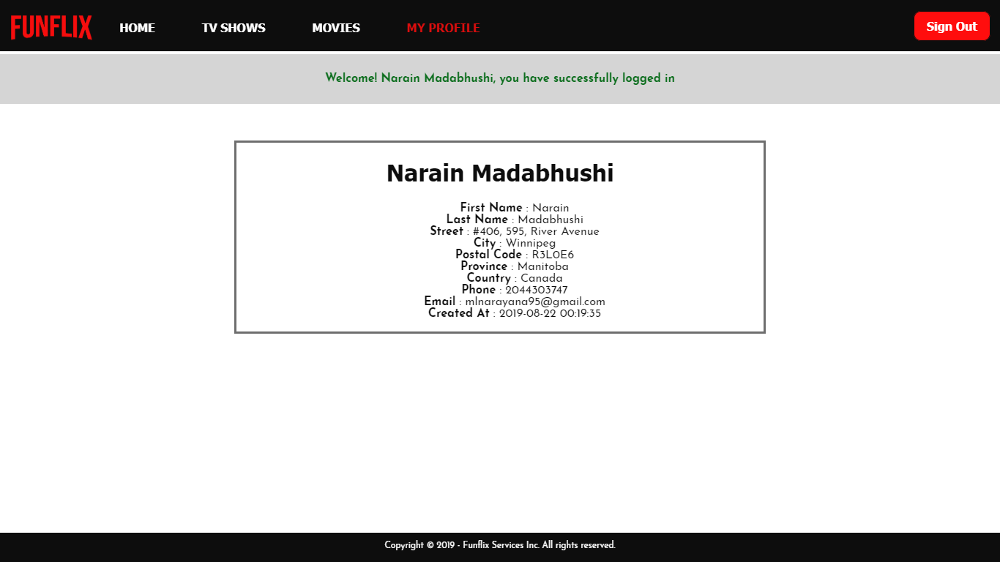 FUNFLIX HOME TV SHOWS MOVIES MY PROFILE Sign Out
Welcome! Narain Madabhushi, you have successfully logged in
Narain Madabhushi
First Name : Narain
Last Name : Madabhushi
Street : #406, 595, River Avenue
City : Winnipeg
Postal Code : R3L0E6
Province : Manitoba
Country : Canada
Phone : 2044303747
Email : mlnarayana95@gmail.com
Created At : 2019-08-22 00:19:35
Copyright © 2019 - Funflix Services Inc. All rights reserved.